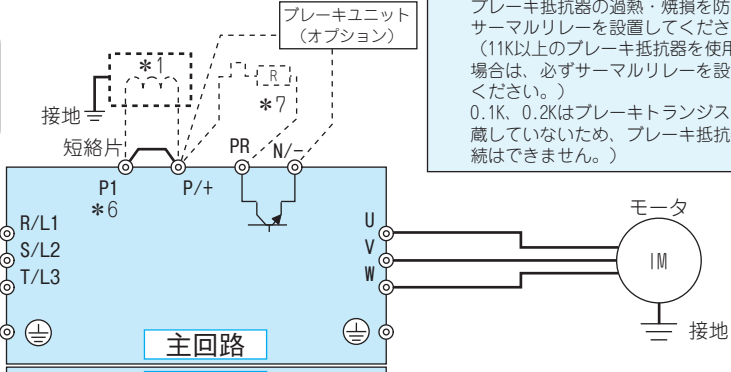 ブレーキ抵抗器の過熱・焼損を防
サーマルリレーを設置してくださ
（11K以上のブレーキ抵抗器を使用
場合は、必ずサーマルリレーを設
ください。）
0.1K、0.2Kはブレーキトランジス
蔵していないため、ブレーキ抵抗
続はできません。）
ブレーキユニット
（オプション）
＊1
R
＊7
接地
短絡片
PR
N/−
P1
P/+
＊6
R/L1
S/L2
T/L3
U
V
W
モータ
IM
接地
主回路